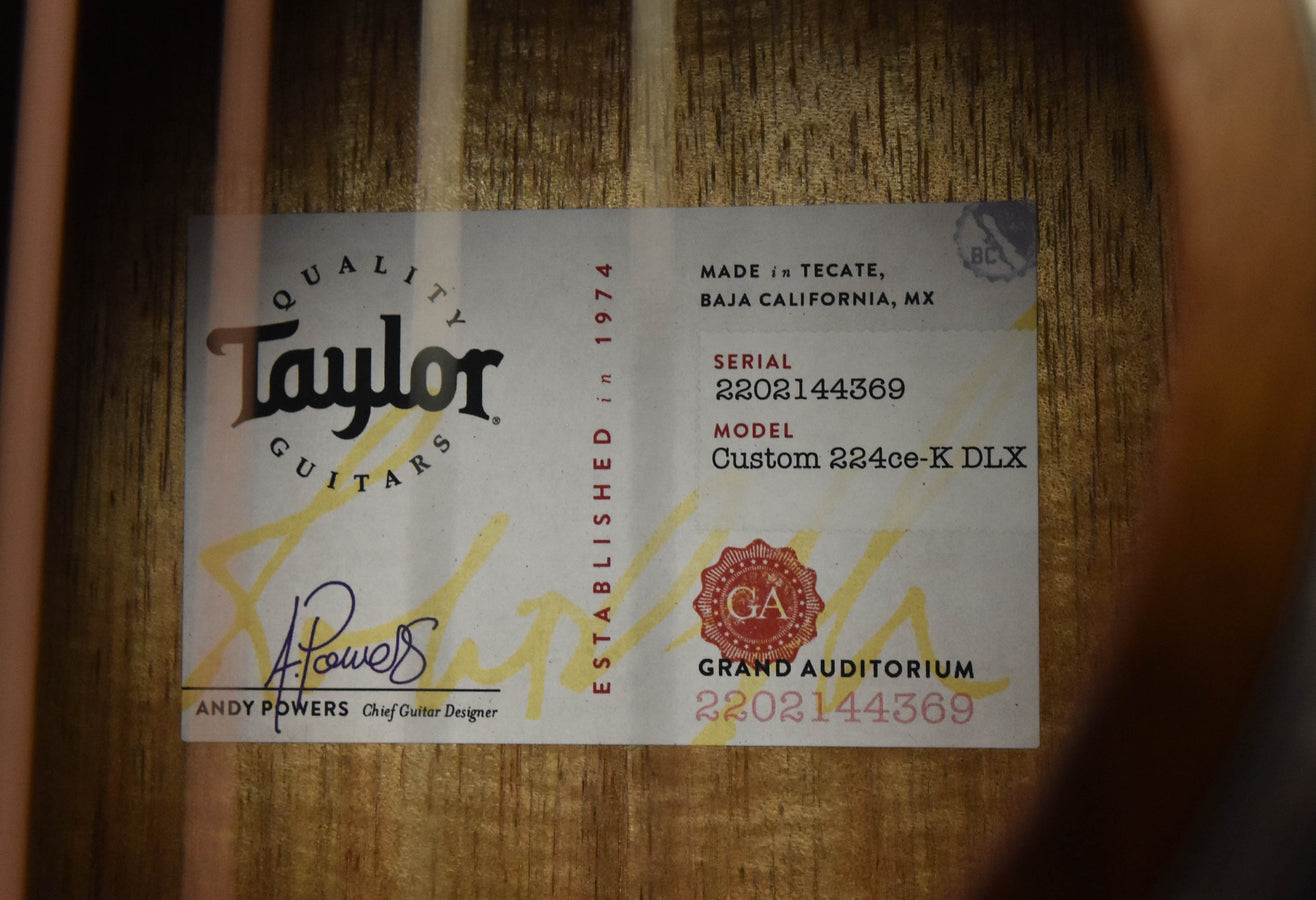 QUALITY
Taylor®
GUITARS
A.Powers
ANDY POWERS Chief Guitar Designer
ESTABLISHED in 1974
MADE in TECATE,
BAJA CALIFORNIA, MX
BC
SERIAL
2202144369
MODEL
Custom 224ce-K DLX
GA
GRAND AUDITORIUM
2202144369